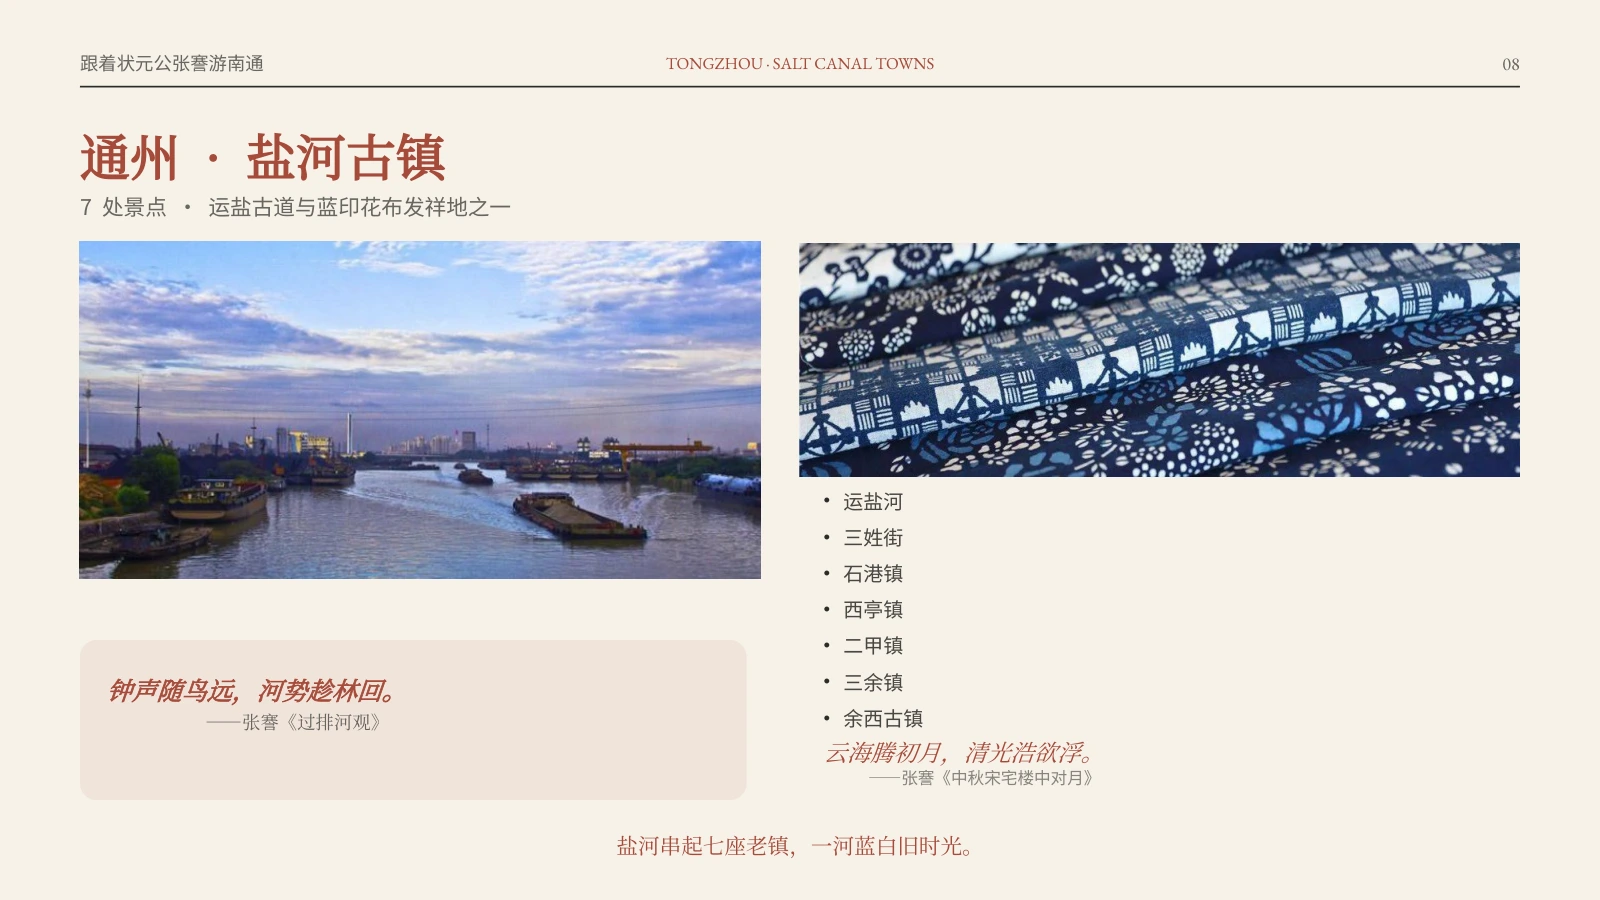 跟着状元公张謇游南通
TONGZHOU · SALT CANAL TOWNS
08
通州 · 盐河古镇
7 处景点 • 运盐古道与蓝印花布发祥地之一
钟声随鸟远，河势趁林回。
——张謇《过排河观》
• 运盐河
• 三姓街
• 石港镇
• 西亭镇
• 二甲镇
• 三余镇
• 余西古镇
云海腾初月，清光浩欲浮。
——张謇《中秋宋宅楼中对月》
盐河串起七座老镇，一河蓝白旧时光。